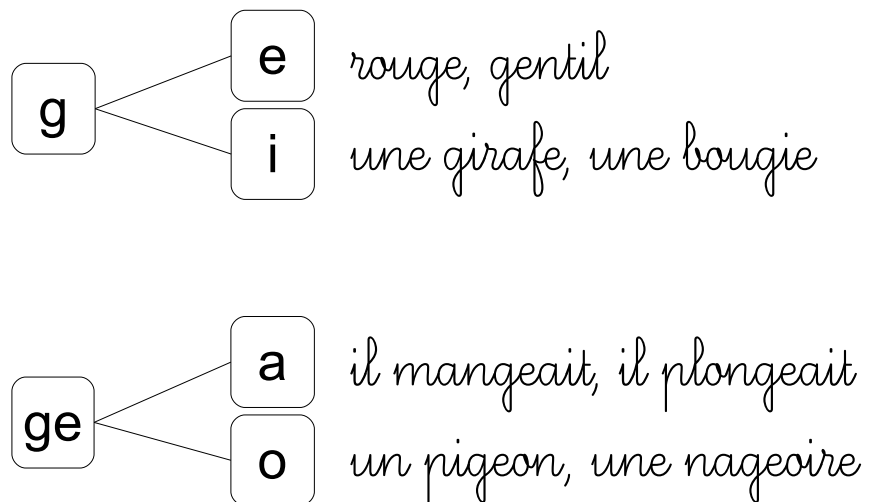 g
e
rouge, gentil
i
une girafe, une bougie
ge
a
il mangeait, il plongeait
o
un pigeon, une nageoire